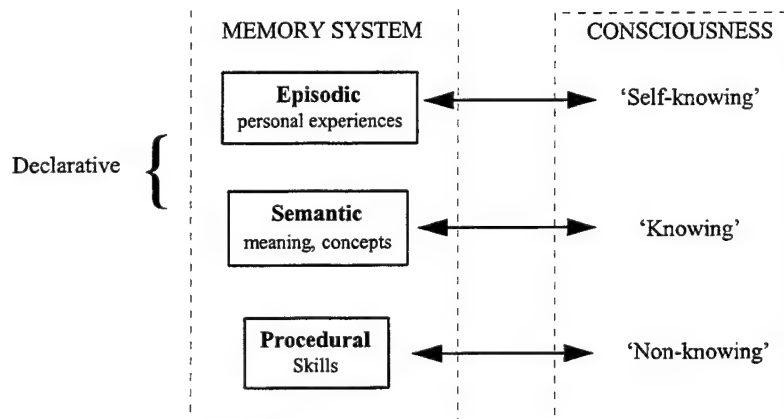 MEMORY SYSTEM
CONSCIOUSNESS
Episodic
personal experiences
‘Self-knowing’
Declarative
Semantic
meaning, concepts
‘Knowing’
Procedural
Skills
‘Non-knowing’